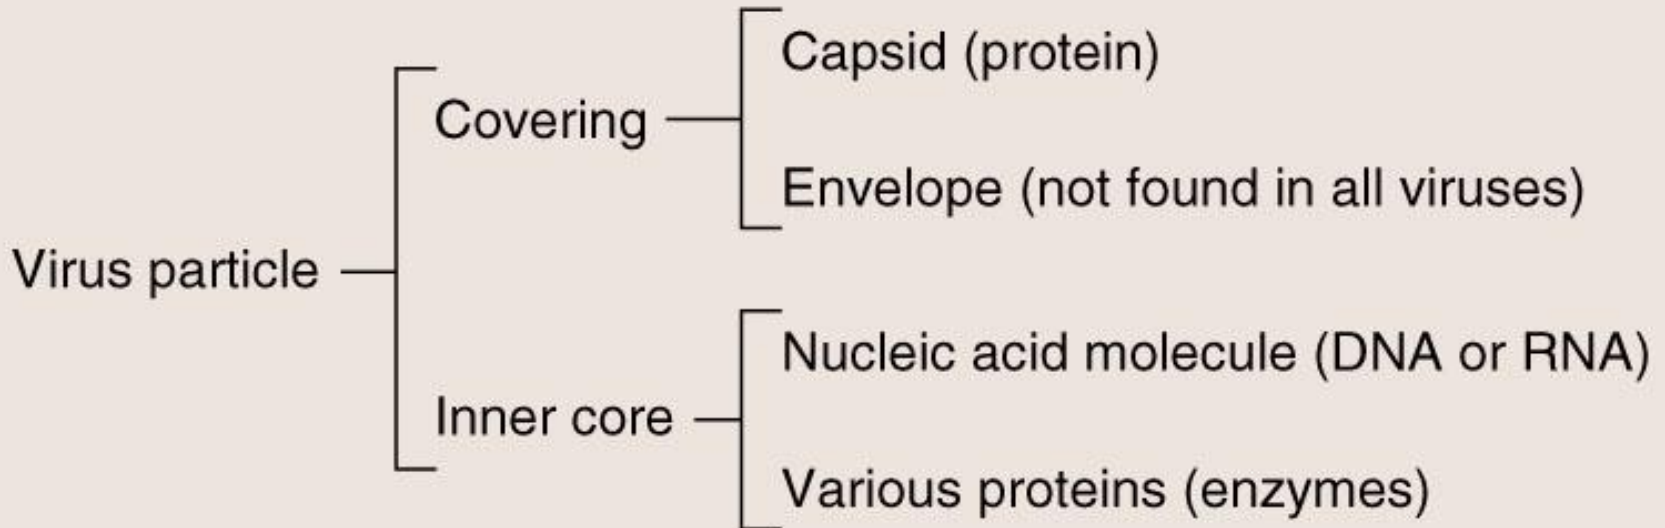 Virus particle
Covering
Capsid (protein)
Envelope (not found in all viruses)
Inner core
Nucleic acid molecule (DNA or RNA)
Various proteins (enzymes)